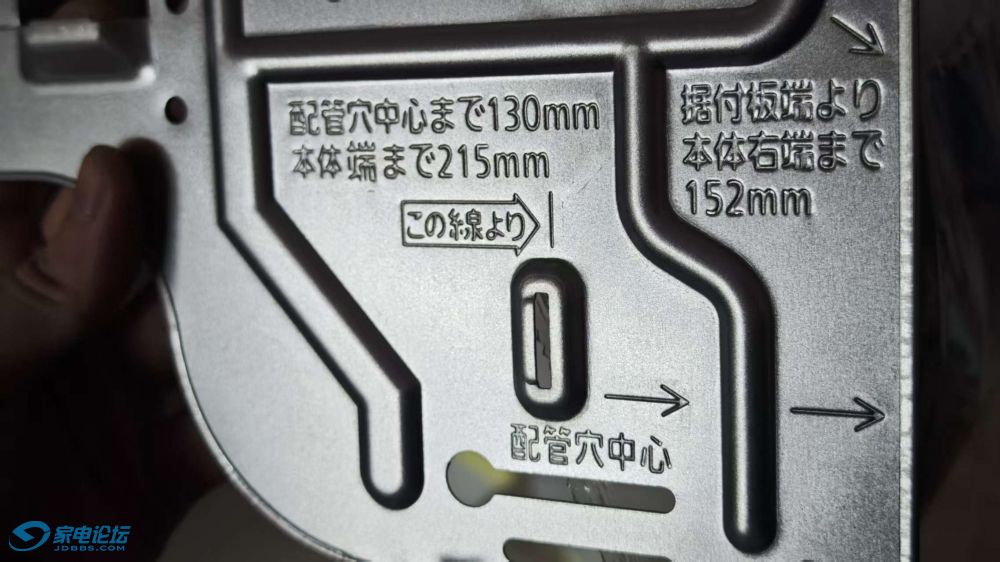 配管穴中心まで130mm
本体端まで215mm
この線より
据付板端より
本体右端まで
152mm
配管穴中心
家电论坛
JDBBS.COM